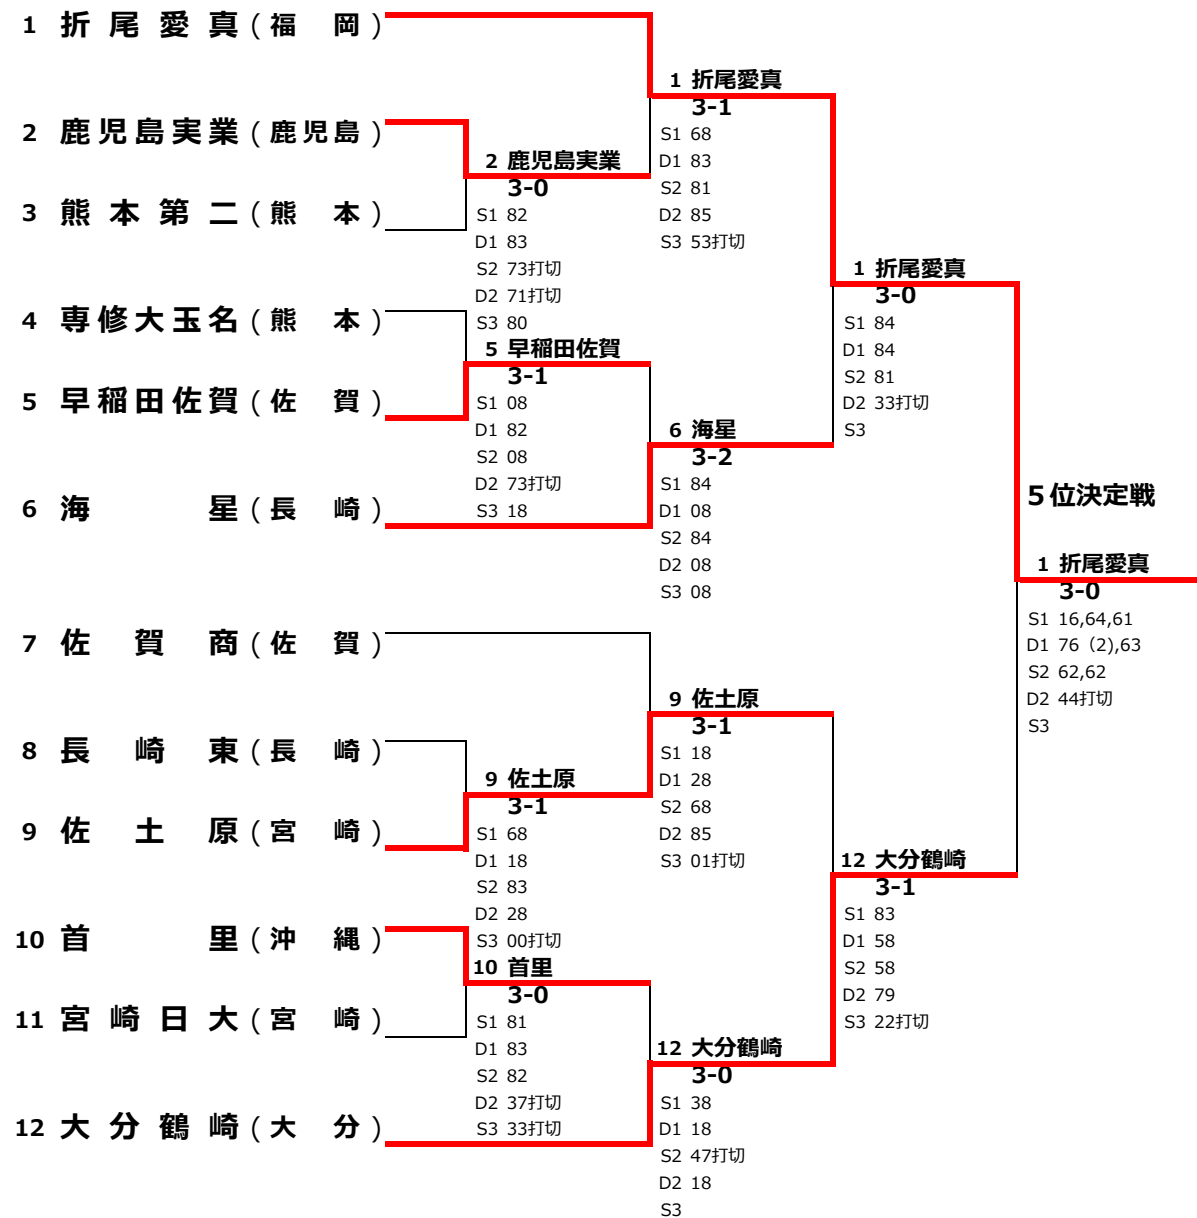 1 折尾愛真 (福岡)
1 折尾愛真
3-1
S1 68
D1 83
S2 81
D2 85
S3 53打切
2 鹿児島実業 (鹿児島)
2 鹿児島実業
3-0
S1 82
D1 83
S2 73打切
D2 71打切
S3 80
3 熊本第二 (熊本)
1 折尾愛真
3-0
S1 84
D1 84
S2 81
D2 33打切
S3
4 専修大玉名 (熊本)
5 早稲田佐賀
3-1
S1 08
D1 82
S2 08
D2 73打切
S3 18
5 早稲田佐賀 (佐賀)
6 海星
3-2
S1 84
D1 08
S2 84
D2 08
S3 08
6 海星 (長崎)
5位決定戦
1 折尾愛真
3-0
S1 16,64,61
D1 76 (2),63
S2 62,62
D2 44打切
S3
7 佐賀商 (佐賀)
9 佐土原
3-1
S1 18
D1 28
S2 68
D2 85
S3 01打切
8 長崎東 (長崎)
9 佐土原
3-1
S1 68
D1 18
S2 83
D2 28
S3 00打切
9 佐土原 (宮崎)
12 大分鶴崎
3-1
S1 83
D1 58
S2 58
D2 79
S3 22打切
10 首里 (沖縄)
10 首里
3-0
S1 81
D1 83
S2 82
D2 37打切
S3 33打切
11 宮崎日大 (宮崎)
12 大分鶴崎
3-0
S1 38
D1 18
S2 47打切
D2 18
S3
12 大分鶴崎 (大分)